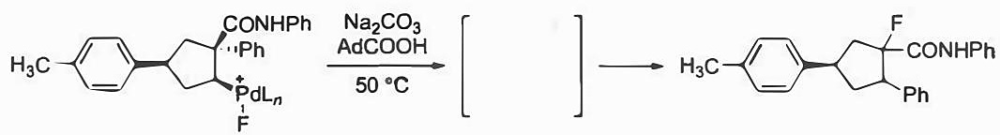 CONHPh
Ph
H₃C
PdLₙ
+
F
Na₂CO₃
AdCOOH
50 °C
F
CONHPh
H₃C
Ph